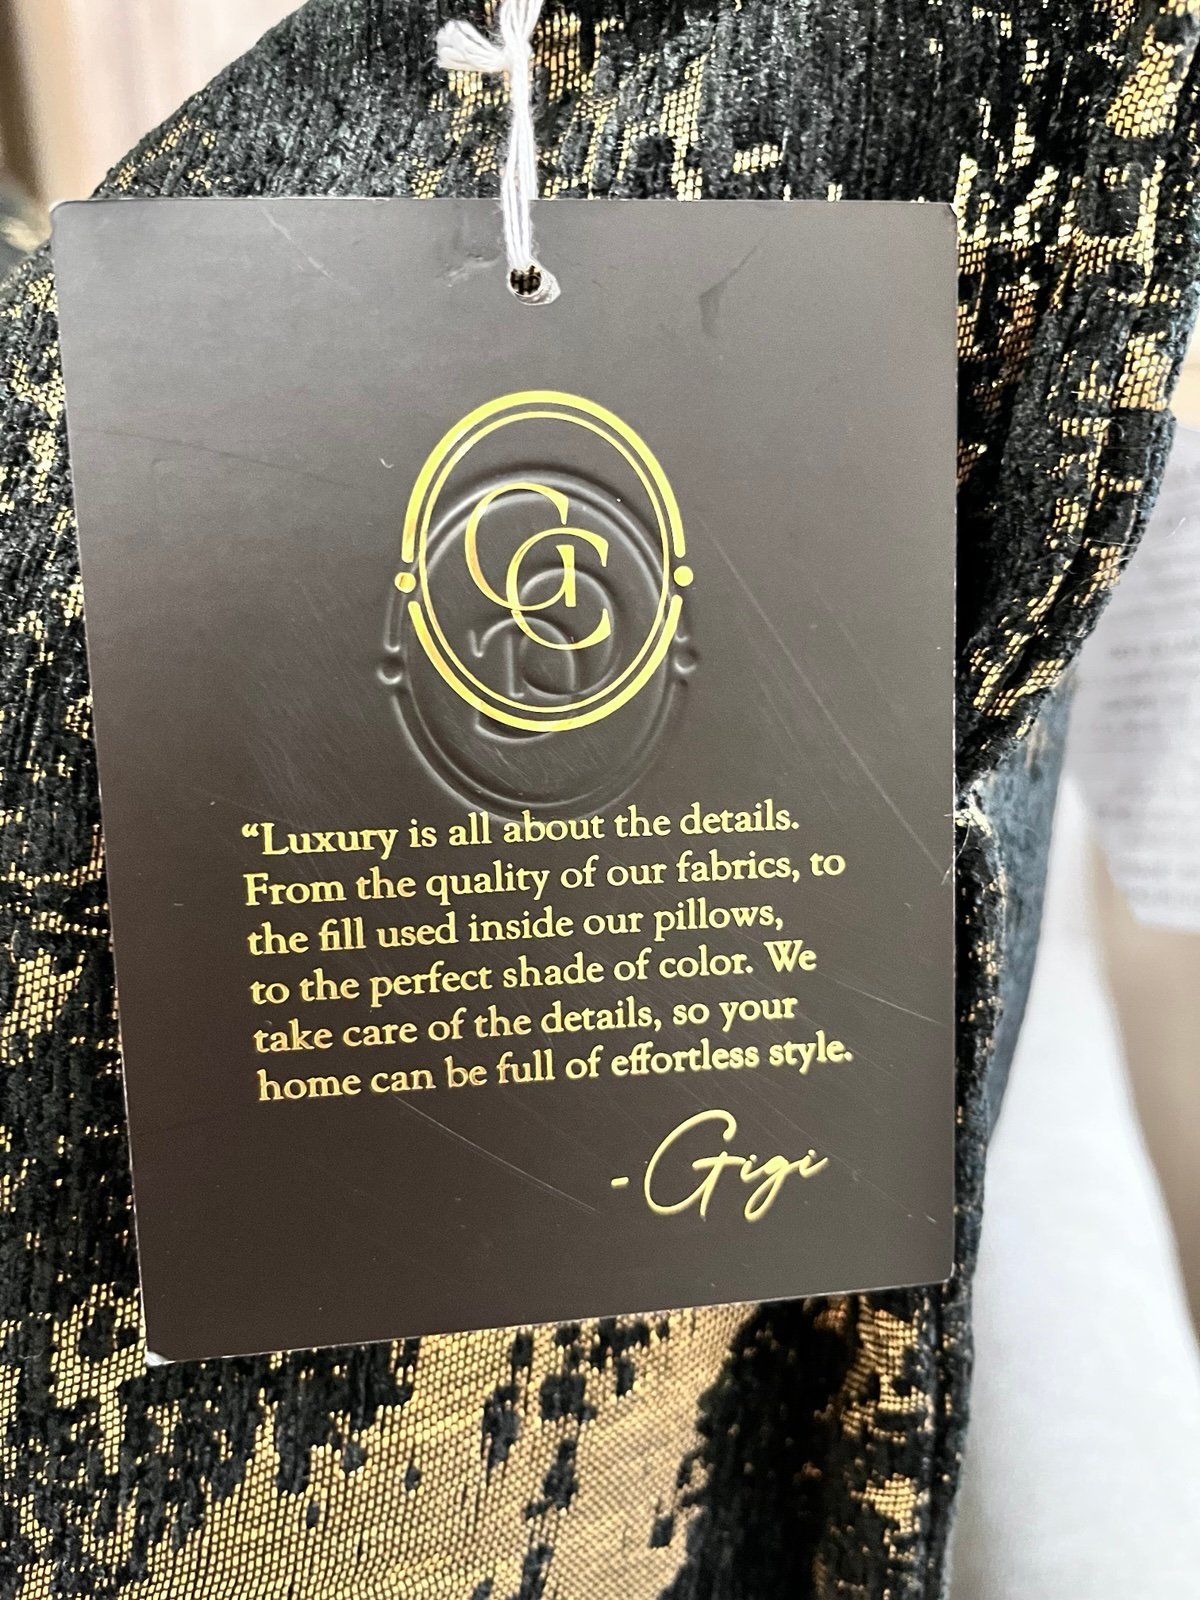 GC
“Luxury is all about the details.
From the quality of our fabrics, to
the fill used inside our pillows,
to the perfect shade of color. We
take care of the details, so your
home can be full of effortless style.
- Gigi